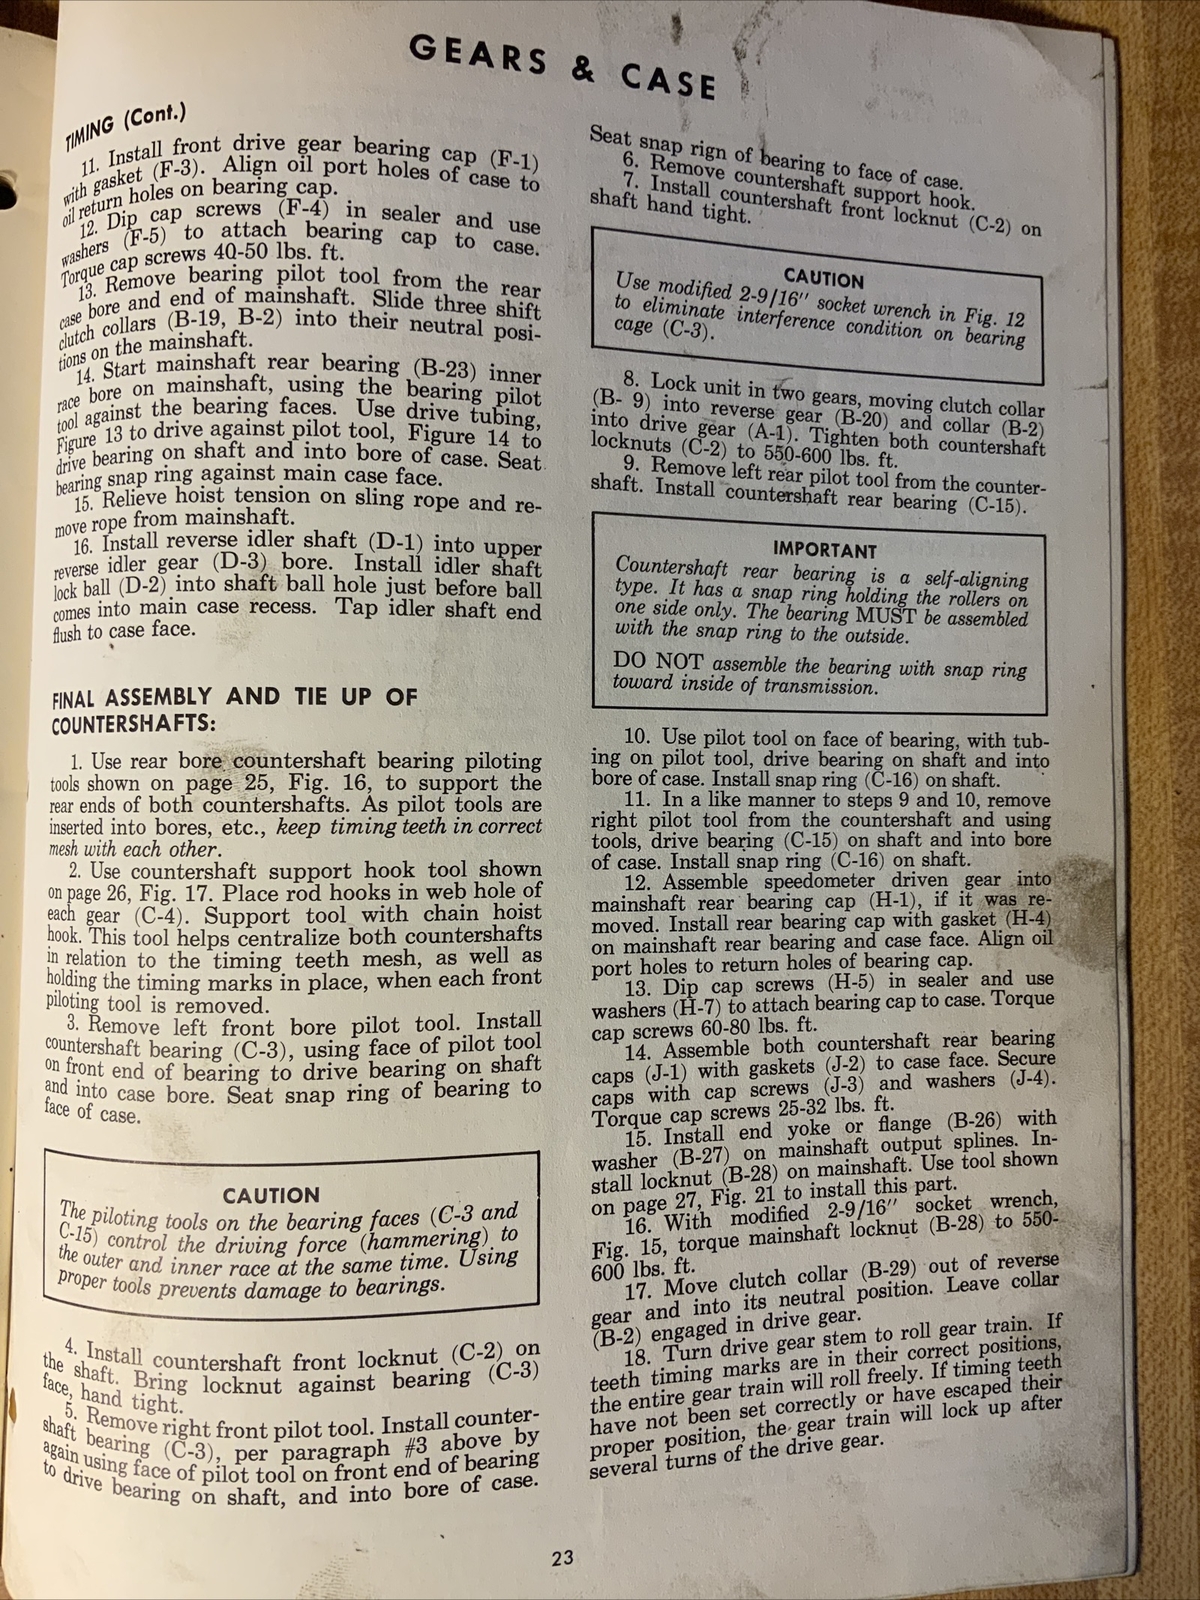 GEARS & CASE
TIMING (Cont.)
11. Install front drive gear bearing cap (F-1)
with gasket (F-3). Align oil port holes of case to
oil return holes on bearing cap.
12. Dip cap screws (F-4) in sealer and use
washers (F-5) to attach bearing cap to case.
Torque cap screws 40-50 lbs. ft.
13. Remove bearing pilot tool from the rear
case bore and end of mainshaft. Slide three shift
clutch collars (B-19, B-2) into their neutral posi-
tions on the mainshaft.
14. Start mainshaft rear bearing (B-23) inner
race bore on mainshaft, using the bearing pilot
tool against the bearing faces. Use drive tubing,
Figure 13 to drive against pilot tool, Figure 14 to
drive bearing on shaft and into bore of case. Seat
bearing snap ring against main case face.
15. Relieve hoist tension on sling rope and re-
move rope from mainshaft.
16. Install reverse idler shaft (D-1) into upper
reverse idler gear (D-3) bore. Install idler shaft
lock ball (D-2) into shaft ball hole just before ball
comes into main case recess. Tap idler shaft end
flush to case face.
FINAL ASSEMBLY AND TIE UP OF
COUNTERSHAFTS:
1. Use rear bore countershaft bearing piloting
tools shown on page 25, Fig. 16, to support the
rear ends of both countershafts. As pilot tools are
inserted into bores, etc., keep timing teeth in correct
mesh with each other.
2. Use countershaft support hook tool shown
on page 26, Fig. 17. Place rod hooks in web hole of
each gear (C-4). Support tool with chain hoist
hook. This tool helps centralize both countershafts
in relation to the timing teeth mesh, as well as
holding the timing marks in place, when each front
piloting tool is removed.
3. Remove left front bore pilot tool. Install
countershaft bearing (C-3), using face of pilot tool
on front end of bearing to drive bearing on shaft
and into case bore. Seat snap ring of bearing to
face of case.
CAUTION
The piloting tools on the bearing faces (C-3 and
C-15) control the driving force (hammering) to
the outer and inner race at the same time. Using
proper tools prevents damage to bearings.
4. Install countershaft front locknut (C-2) on
the shaft. Bring locknut against bearing (C-3)
face, hand tight.
5. Remove right front pilot tool. Install counter-
shaft bearing (C-3), per paragraph #3 above by
again using face of pilot tool on front end of bearing
to drive bearing on shaft, and into bore of case.
Seat snap rign of bearing to face of case.
6. Remove countershaft support hook.
7. Install countershaft front locknut (C-2) on
shaft hand tight.
CAUTION
Use modified 2-9/16″ socket wrench in Fig. 12
to eliminate interference condition on bearing
cage (C-3).
8. Lock unit in two gears, moving clutch collar
(B- 9) into reverse gear (B-20) and collar (B-2)
into drive gear (A-1). Tighten both countershaft
locknuts (C-2) to 550-600 lbs. ft.
9. Remove left rear pilot tool from the counter-
shaft. Install countershaft rear bearing (C-15).
IMPORTANT
Countershaft rear bearing is a self-aligning
type. It has a snap ring holding the rollers on
one side only. The bearing MUST be assembled
with the snap ring to the outside.
DO NOT assemble the bearing with snap ring
toward inside of transmission.
10. Use pilot tool on face of bearing, with tub-
ing on pilot tool, drive bearing on shaft and into
bore of case. Install snap ring (C-16) on shaft.
11. In a like manner to steps 9 and 10, remove
right pilot tool from the countershaft and using
tools, drive bearing (C-15) on shaft and into bore
of case. Install snap ring (C-16) on shaft.
12. Assemble speedometer driven gear into
mainshaft rear bearing cap (H-1), if it was re-
moved. Install rear bearing cap with gasket (H-4)
on mainshaft rear bearing and case face. Align oil
port holes to return holes of bearing cap.
13. Dip cap screws (H-5) in sealer and use
washers (H-7) to attach bearing cap to case. Torque
cap screws 60-80 lbs. ft.
14. Assemble both countershaft rear bearing
caps (J-1) with gaskets (J-2) to case face. Secure
caps with cap screws (J-3) and washers (J-4).
Torque cap screws 25-32 lbs. ft.
15. Install end yoke or flange (B-26) with
washer (B-27) on mainshaft output splines. In-
stall locknut (B-28) on mainshaft. Use tool shown
on page 27, Fig. 21 to install this part.
16. With modified 2-9/16″ socket wrench,
Fig. 15, torque mainshaft locknut (B-28) to 550-
600 lbs. ft.
17. Move clutch collar (B-29) out of reverse
gear and into its neutral position. Leave collar
(B-2) engaged in drive gear.
18. Turn drive gear stem to roll gear train. If
teeth timing marks are in their correct positions,
the entire gear train will roll freely. If timing teeth
have not been set correctly or have escaped their
proper position, the gear train will lock up after
several turns of the drive gear.
23